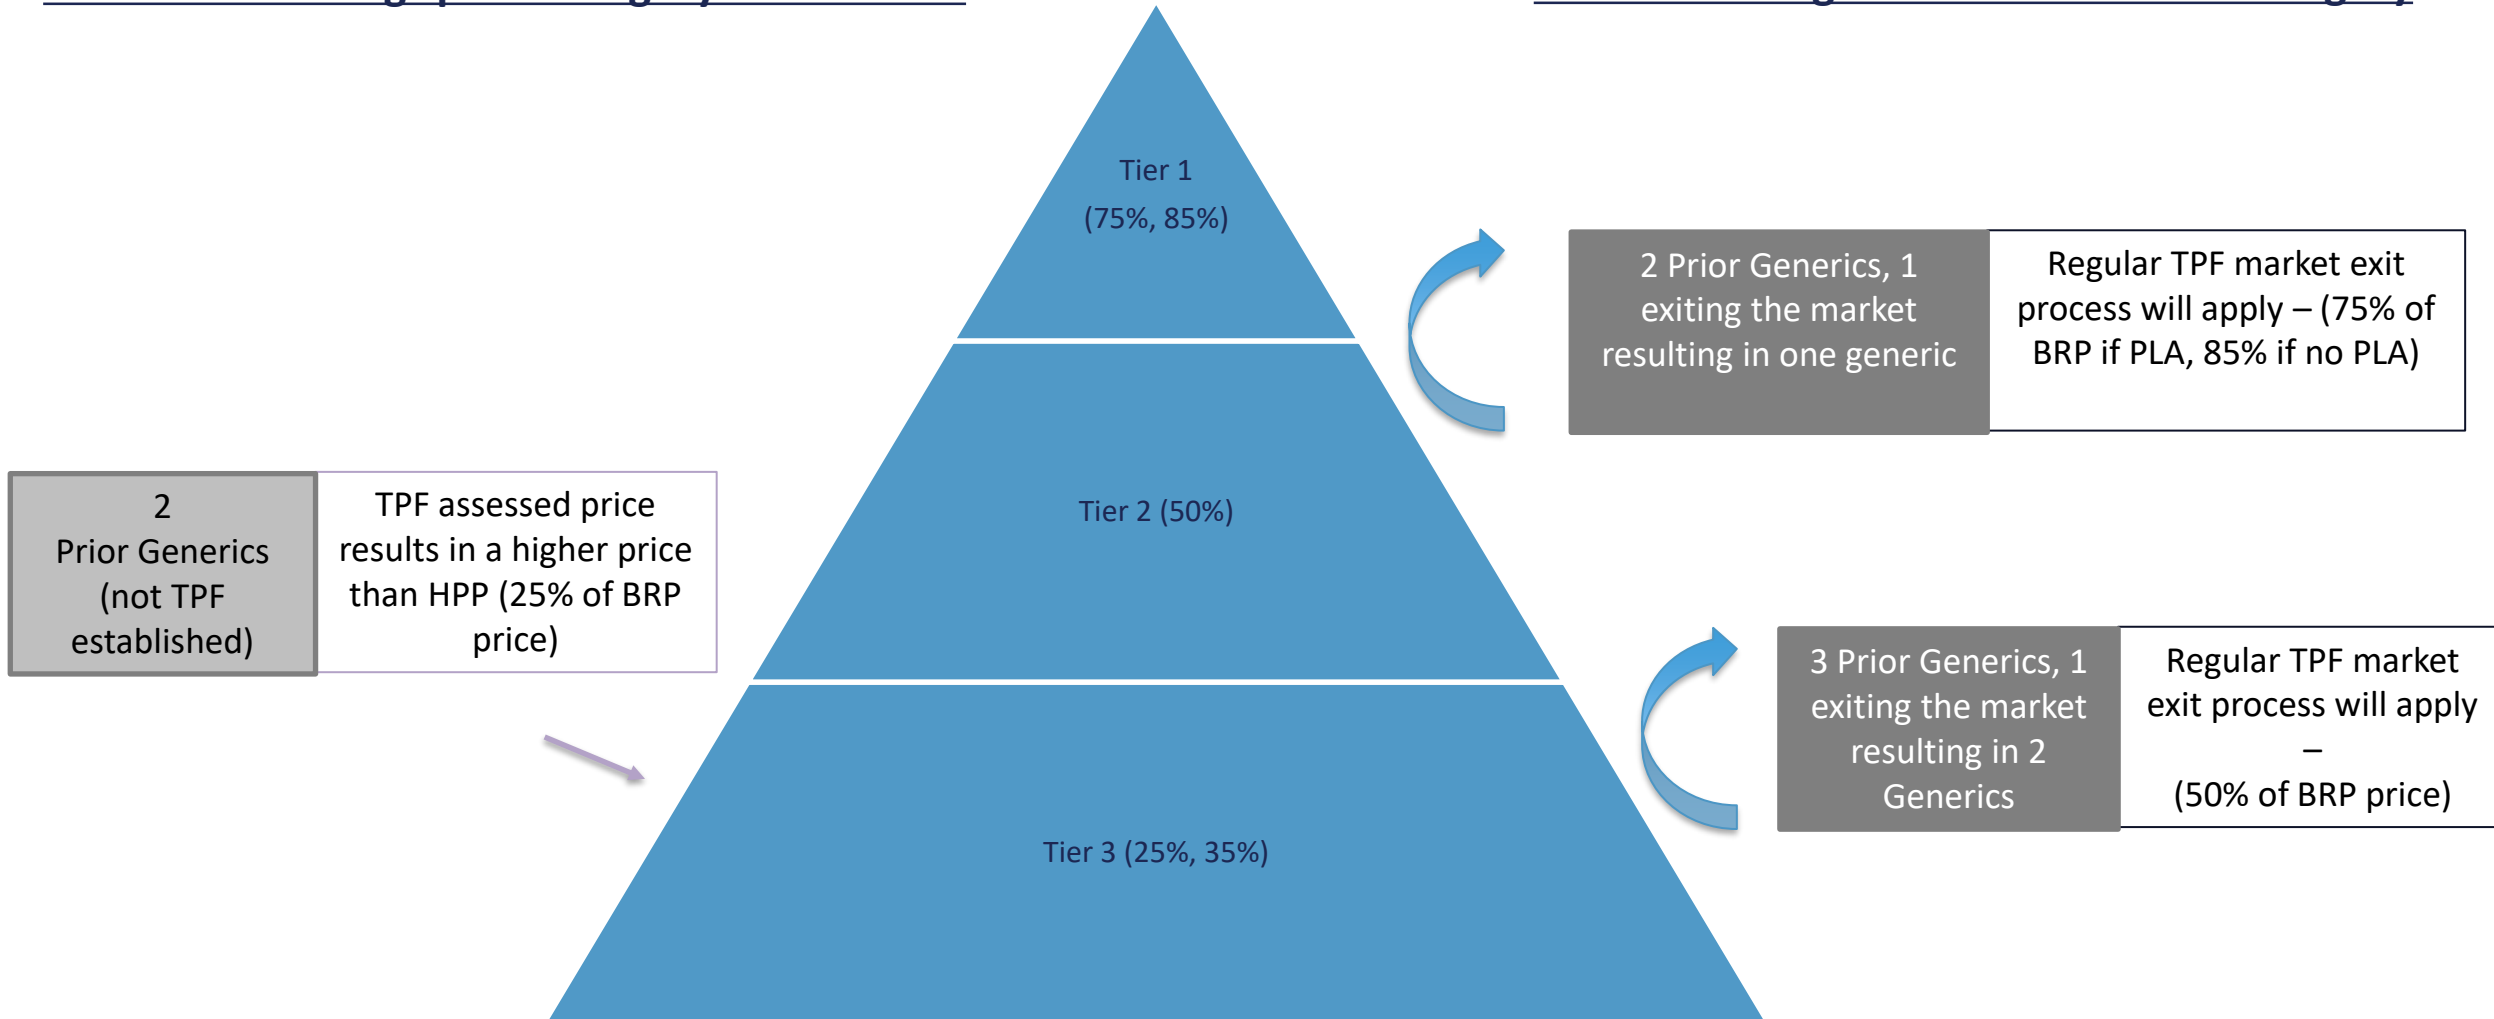 Tier 1
(75%, 85%)
2 Prior Generics, 1
exiting the market
resulting in one generic
Regular TPF market exit
process will apply – (75% of
BRP if PLA, 85% if no PLA)
2
Prior Generics
(not TPF
established)
TPF assessed price
results in a higher price
than HPP (25% of BRP
price)
Tier 2 (50%)
3 Prior Generics, 1
exiting the market
resulting in 2
Generics
Regular TPF market
exit process will apply
–
(50% of BRP price)
Tier 3 (25%, 35%)